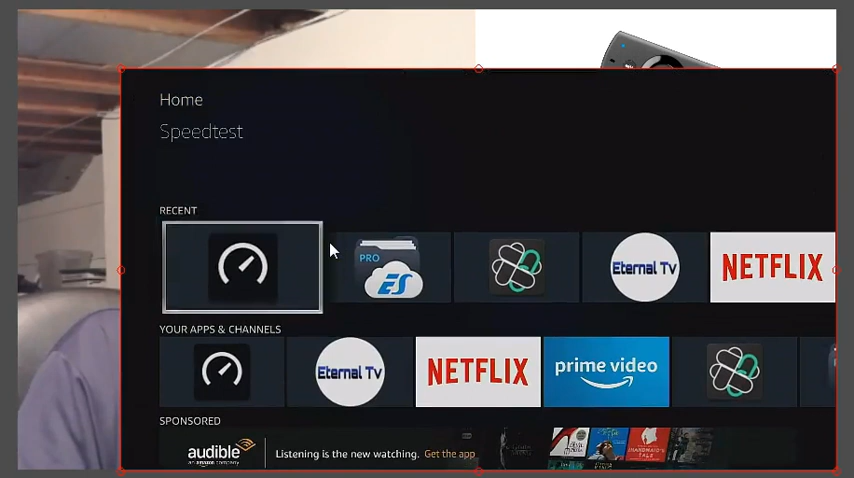 Home
Speedtest
RECENT
PRO
ES
Eternal Tv
NETFLIX
YOUR APPS & CHANNELS
Eternal Tv
NETFLIX
prime video
SPONSORED
audible
an amazon company
Listening is the new watching. Get the app